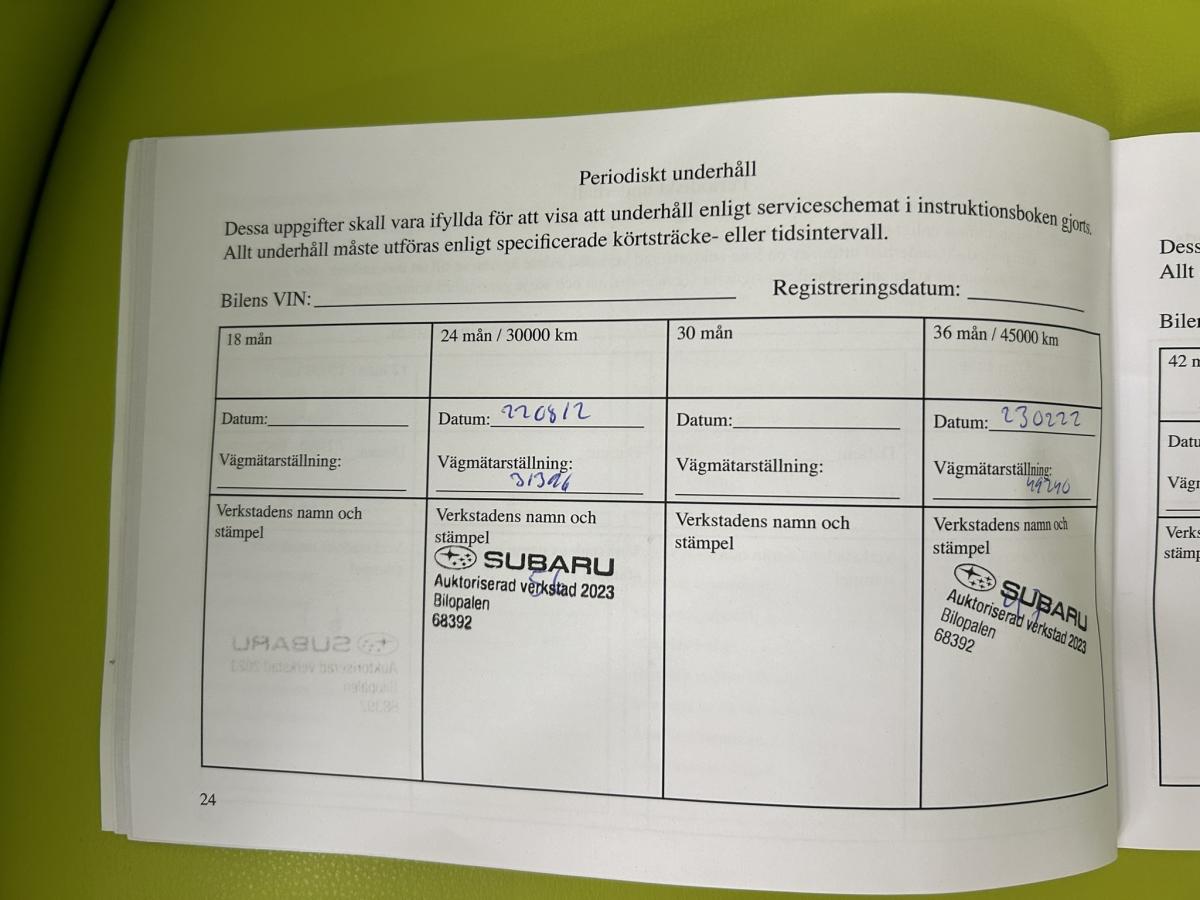 Periodiskt underhåll
Dessa uppgifter skall vara ifyllda för att visa att underhåll enligt serviceschemat i instruktionsboken gjorts.
Allt underhåll måste utföras enligt specificerade körtsträcke- eller tidsintervall.
Bilens VIN:
Registreringsdatum:
18 mån
24 mån / 30000 km
30 mån
36 mån / 45000 km
Datum:
Datum: 220812
Datum:
Datum: 230222
Vägmätarställning:
Vägmätarställning:
Vägmätarställning:
Vägmätarställning:
49240
Verkstadens namn och
stämpel
Verkstadens namn och
stämpel
SUBARU
Auktoriserad verkstad 2023
Bilopalen
68392
Verkstadens namn och
stämpel
Verkstadens namn och
stämpel
SUBARU
Auktoriserad verkstad 2023
Bilopalen
68392
24
Allt